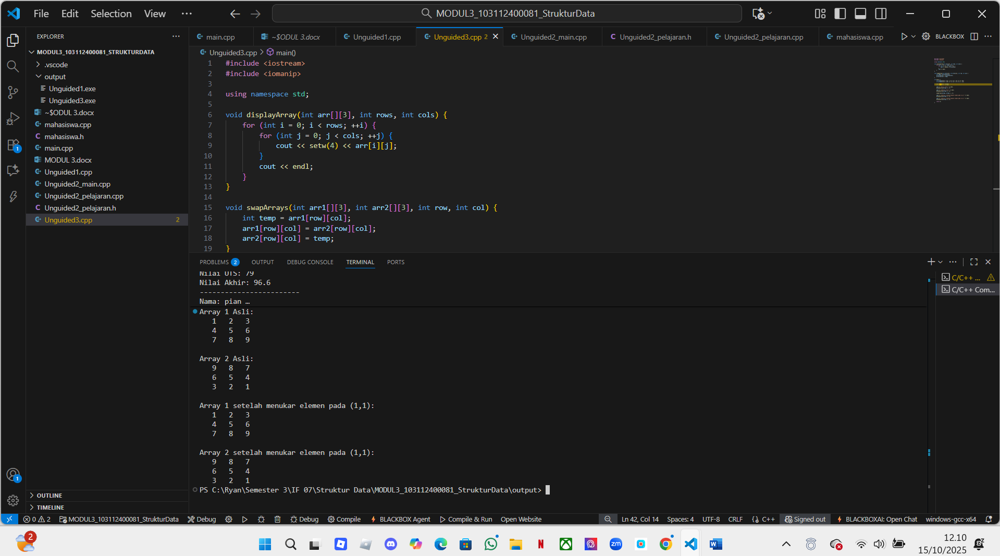 File Edit Selection View ··· MODUL3_103112400081_StrukturData
EXPLORER
main.cpp ~$ODUL 3.docx Unguided1.cpp Unguided3.cpp 2 Unguided2_main.cpp Unguided2_pelajaran.h Unguided2_pelajaran.cpp mahasiswa.cpp BLACKBOX
MODUL3_103112400081_STRUKTURDATA
.vscode
output
Unguided1.exe
Unguided3.exe
~$ODUL 3.docx
mahasiswa.cpp
mahasiswa.h
main.cpp
MODUL 3.docx
Unguided1.cpp
Unguided2_main.cpp
Unguided2_pelajaran.cpp
Unguided2_pelajaran.h
Unguided3.cpp 2
OUTLINE
TIMELINE
Unguided3.cpp > main()
1 #include <iostream>
2 #include <iomanip>
3
4 using namespace std;
5
6 void displayArray(int arr[][3], int rows, int cols) {
7 for (int i = 0; i < rows; ++i) {
8 for (int j = 0; j < cols; ++j) {
9 cout << setw(4) << arr[i][j];
10 }
11 cout << endl;
12 }
13 }
14
15 void swapArrays(int arr1[][3], int arr2[][3], int row, int col) {
16 int temp = arr1[row][col];
17 arr1[row][col] = arr2[row][col];
18 arr2[row][col] = temp;
19 }
PROBLEMS 2 OUTPUT DEBUG CONSOLE TERMINAL PORTS
Nilai UTS: 79
Nilai Akhir: 96.6
------------------------
Nama: pian …
Array 1 Asli:
1 2 3
4 5 6
7 8 9
Array 2 Asli:
9 8 7
6 5 4
3 2 1
Array 1 setelah menukar elemen pada (1,1):
1 2 3
4 5 6
7 8 9
Array 2 setelah menukar elemen pada (1,1):
9 8 7
6 5 4
3 2 1
PS C:\Ryan\Semester 3\IF 07\Struktur Data\MODUL3_103112400081_StrukturData\output>
C/C++ ...
C/C++ Com...
1
1
0 2 MODUL3_103112400081_StrukturData Debug Debug Compile BLACKBOX Agent Compile & Run Open Website Ln 42, Col 14 Spaces: 4 UTF-8 CRLF {} C++ Signed out BLACKBOXAI: Open Chat windows-gcc-x64
2
zm
12.10
15/10/2025